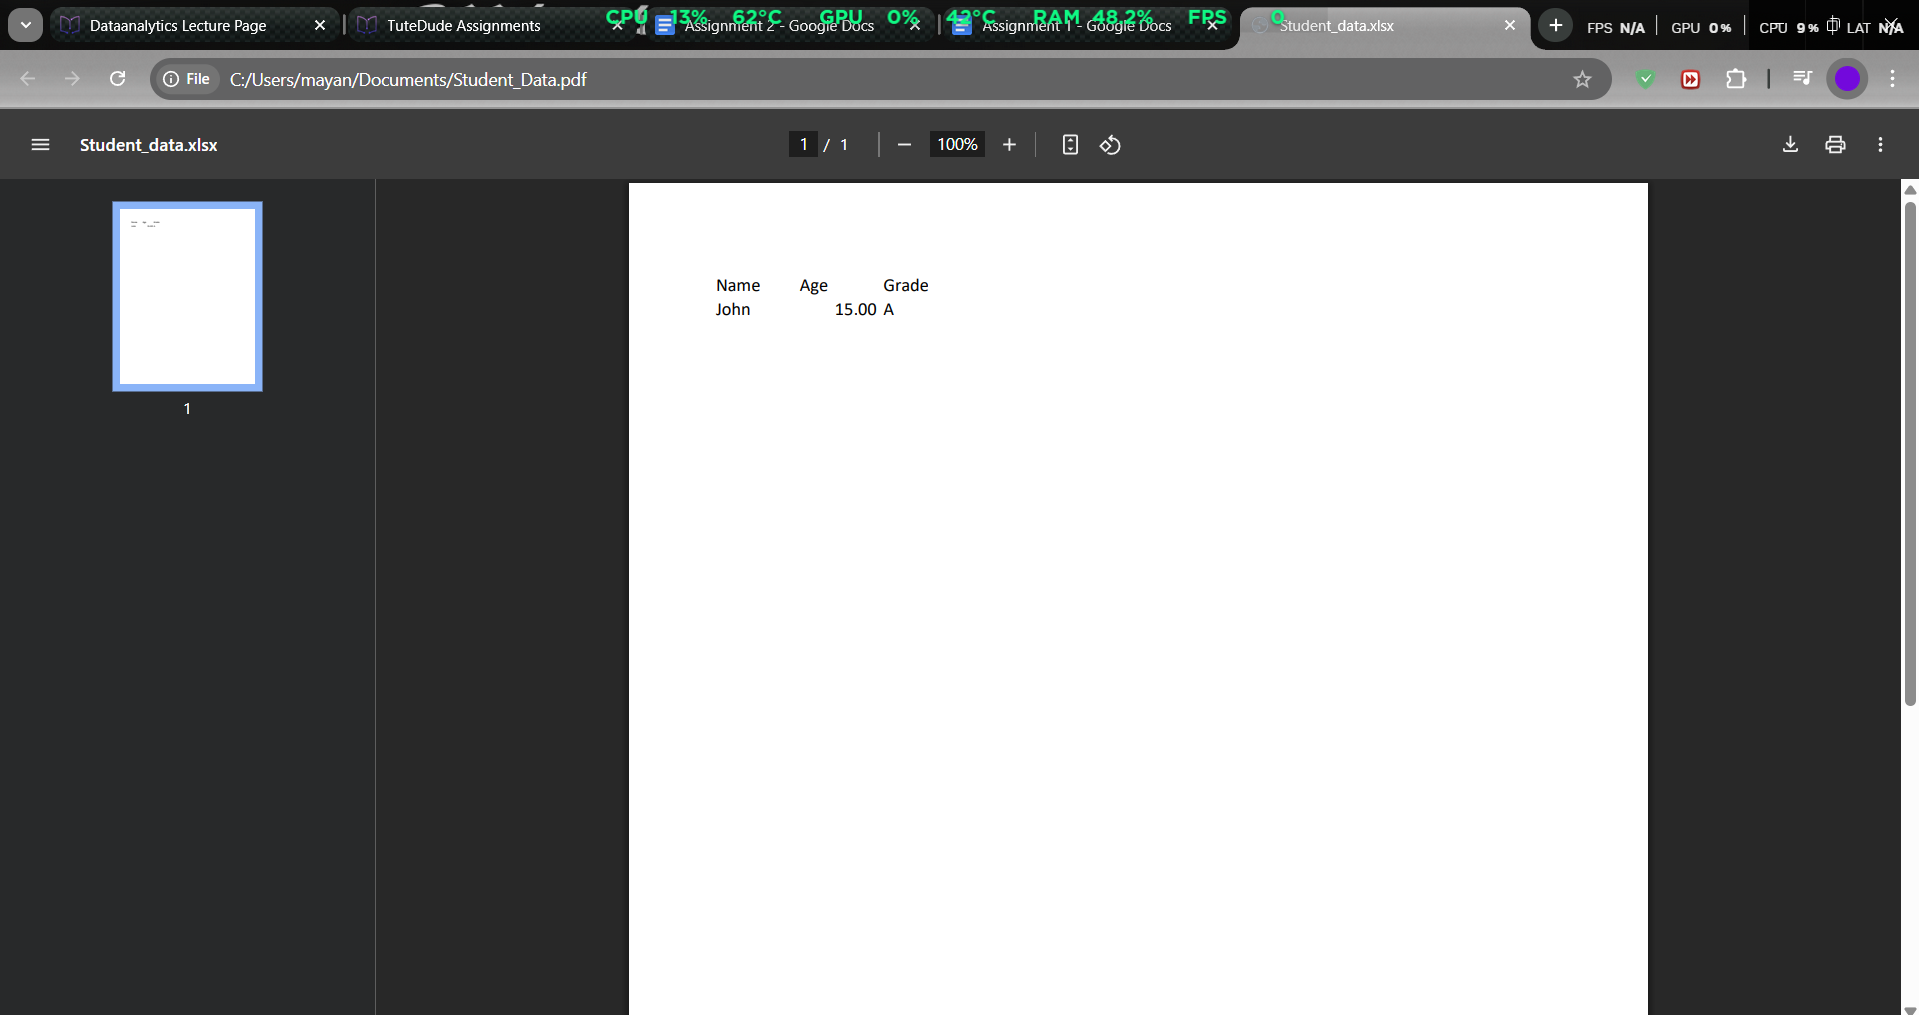 Dataanalytics Lecture Page
TuteDude Assignments
Assignment 2 - Google Docs
Assignment 1 - Google Docs
Student_data.xlsx
CPU 13% 62°C GPU 0% 42°C RAM 48.2% FPS 0
FPS N/A GPU 0% CPU 9% LAT N/A
File C:/Users/mayan/Documents/Student_Data.pdf
Student_data.xlsx
1 / 1
100%
1
Name Age Grade
John 15.00 A